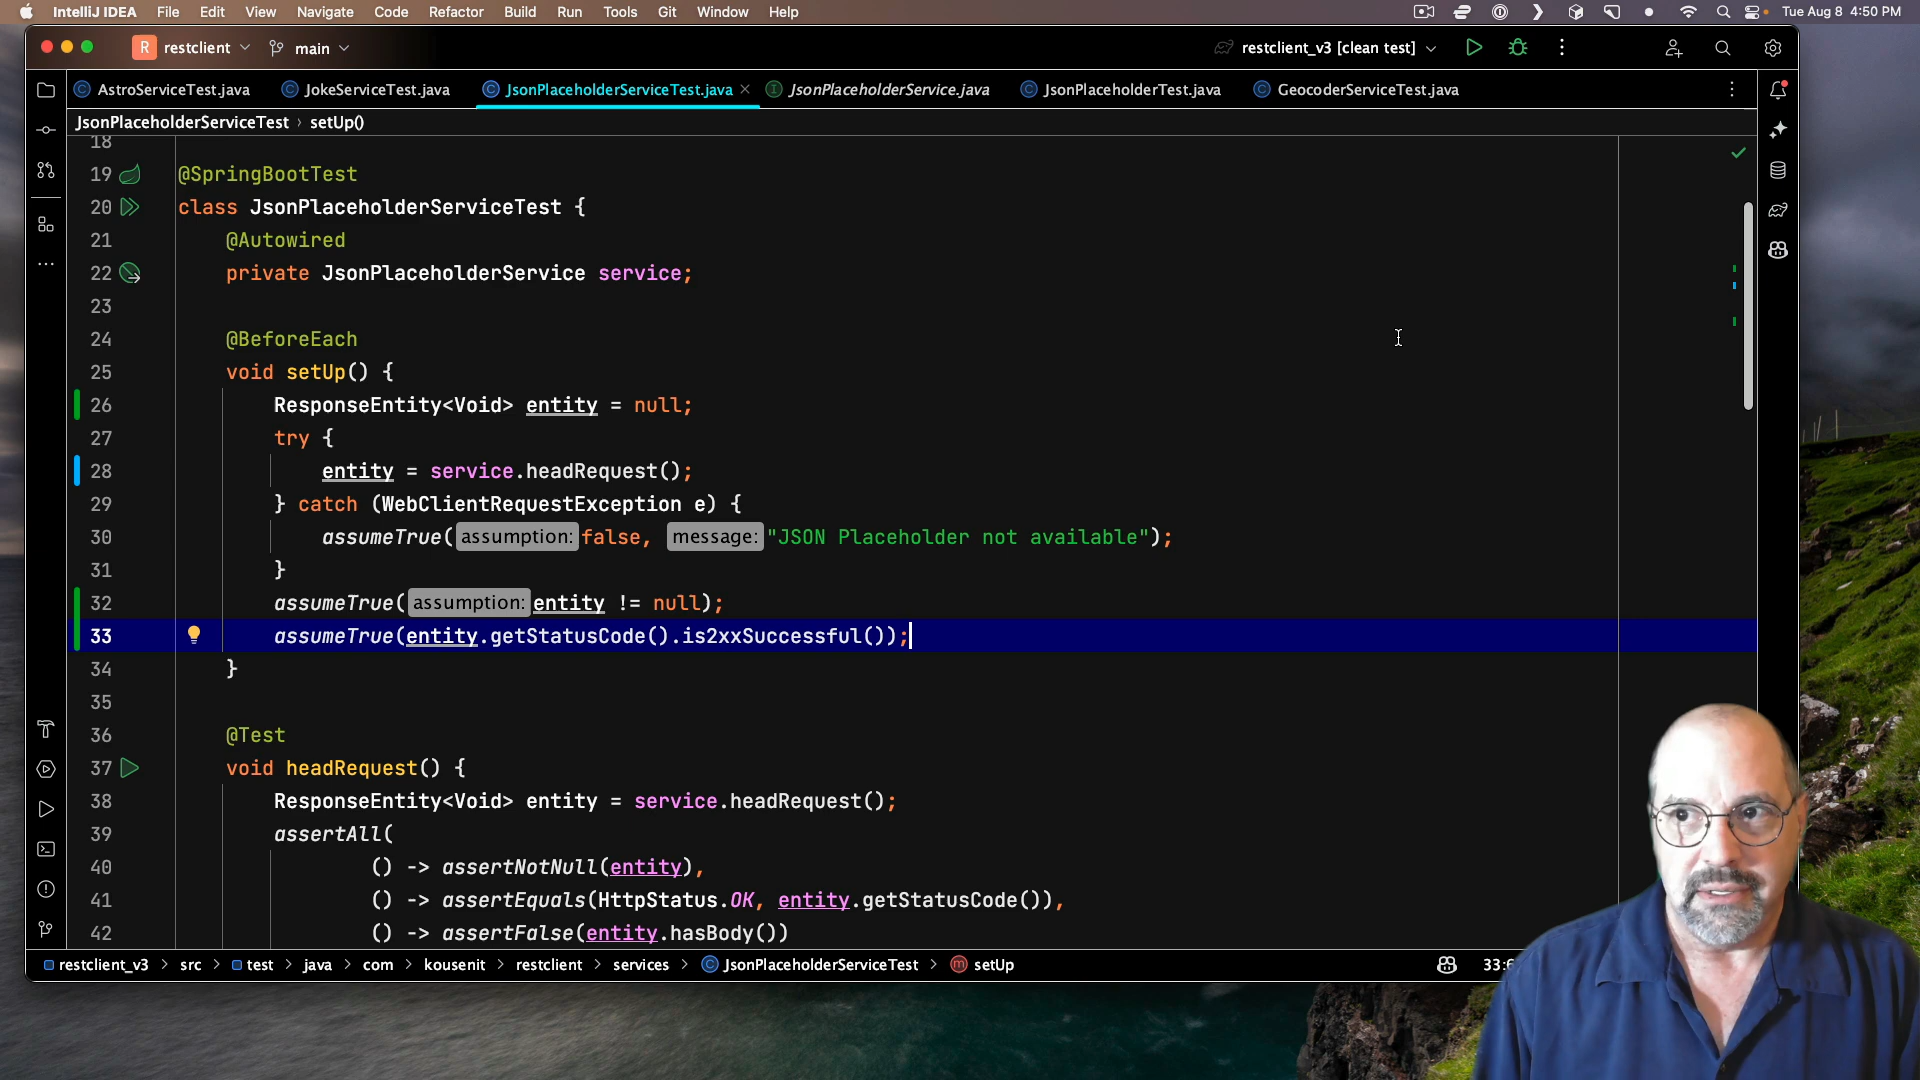 IntelliJ IDEA File Edit View Navigate Code Refactor Build Run Tools Git Window Help Tue Aug 8 4:50 PM
R restclient main restclient_v3 [clean test]
AstroServiceTest.java JokeServiceTest.java JsonPlaceholderServiceTest.java JsonPlaceholderService.java JsonPlaceholderTest.java GeocoderServiceTest.java
JsonPlaceholderServiceTest › setUp()
18
19 @SpringBootTest
20 class JsonPlaceholderServiceTest {
21 @Autowired
22 private JsonPlaceholderService service;
23
24 @BeforeEach
25 void setUp() {
26 ResponseEntity<Void> entity = null;
27 try {
28 entity = service.headRequest();
29 } catch (WebClientRequestException e) {
30 assumeTrue( assumption: false, message: "JSON Placeholder not available");
31 }
32 assumeTrue( assumption: entity != null);
33 assumeTrue(entity.getStatusCode().is2xxSuccessful());
34 }
35
36 @Test
37 void headRequest() {
38 ResponseEntity<Void> entity = service.headRequest();
39 assertAll(
40 () -> assertNotNull(entity),
41 () -> assertEquals(HttpStatus.OK, entity.getStatusCode()),
42 () -> assertFalse(entity.hasBody())
restclient_v3 > src > test > java > com > kousenit > restclient > services > JsonPlaceholderServiceTest > setUp